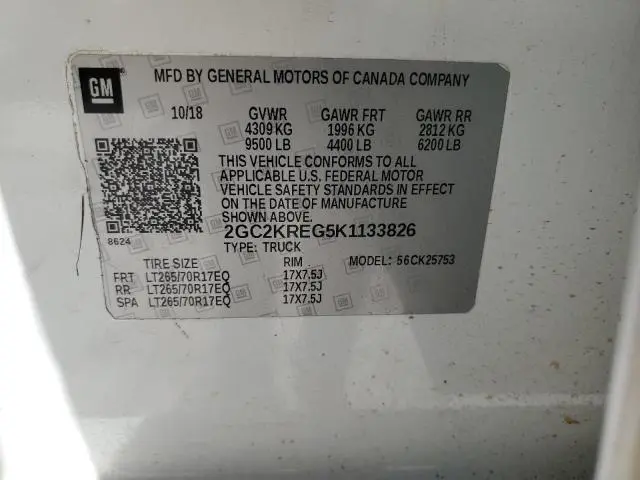 GM
MFD BY GENERAL MOTORS OF CANADA COMPANY
10/18 GVWR GAWR FRT GAWR RR
4309 KG 1996 KG 2812 KG
9500 LB 4400 LB 6200 LB
THIS VEHICLE CONFORMS TO ALL
APPLICABLE U.S. FEDERAL MOTOR
VEHICLE SAFETY STANDARDS IN EFFECT
ON THE DATE OF MANUFACTURE
SHOWN ABOVE.
8624 2GC2KREG5K1133826
TYPE: TRUCK
TIRE SIZE RIM MODEL: 56CK25753
FRT LT265/70R17EQ 17X7.5J
RR LT265/70R17EQ 17X7.5J
SPA LT265/70R17EQ 17X7.5J